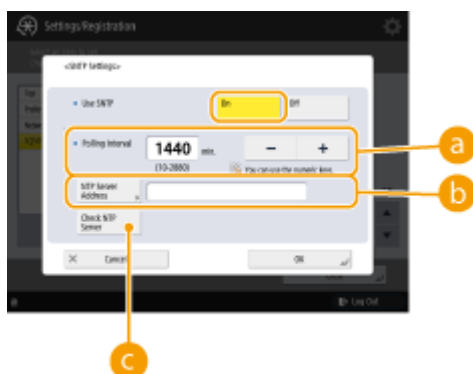 Settings/Registration
<SNTP Settings>
Use SNTP
On
Off
Polling Interval
1440 min.
− +
(10-2880)
You can use the numeric keys.
a
NTP Server
Address
b
Check NTP
Server
× Cancel
OK
Log Out
c